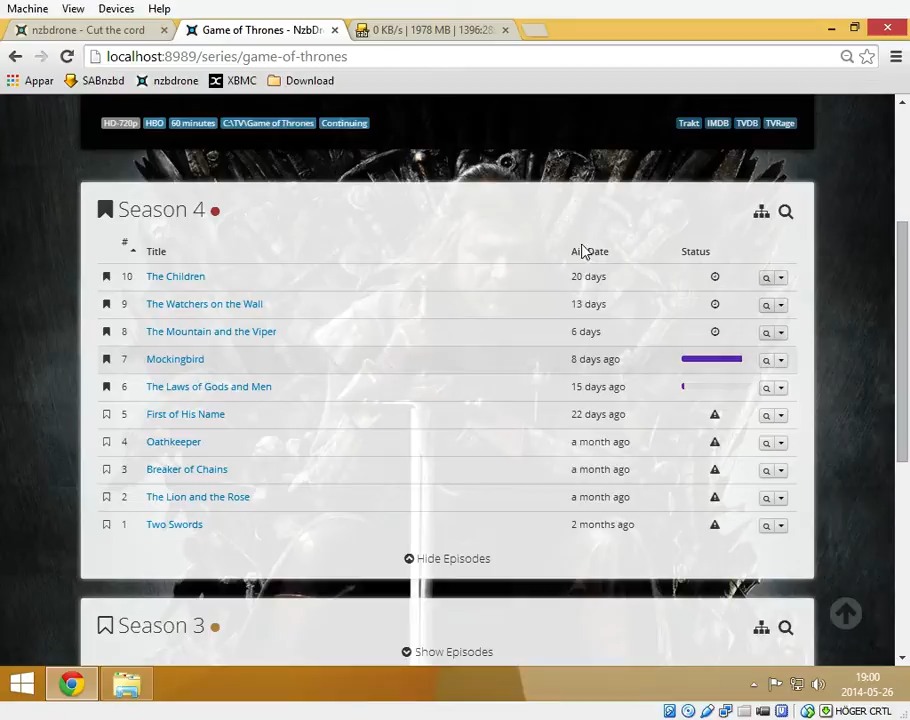 Machine View Devices Help
nzbdrone - Cut the cord
Game of Thrones - NzbDr
0 KB/s | 1978 MB | 1396:28:
localhost:8989/series/game-of-thrones
Appar SABnzbd nzbdrone XBMC Download
HD-720p HBO 60 minutes C:\TV\Game of Thrones Continuing Trakt IMDB TVDB TVRage
Season 4
# Title Air Date Status
10 The Children 20 days
9 The Watchers on the Wall 13 days
8 The Mountain and the Viper 6 days
7 Mockingbird 8 days ago
6 The Laws of Gods and Men 15 days ago
5 First of His Name 22 days ago
4 Oathkeeper a month ago
3 Breaker of Chains a month ago
2 The Lion and the Rose a month ago
1 Two Swords 2 months ago
Hide Episodes
Season 3
Show Episodes
19:00
2014-05-26
HÖGER CRTL